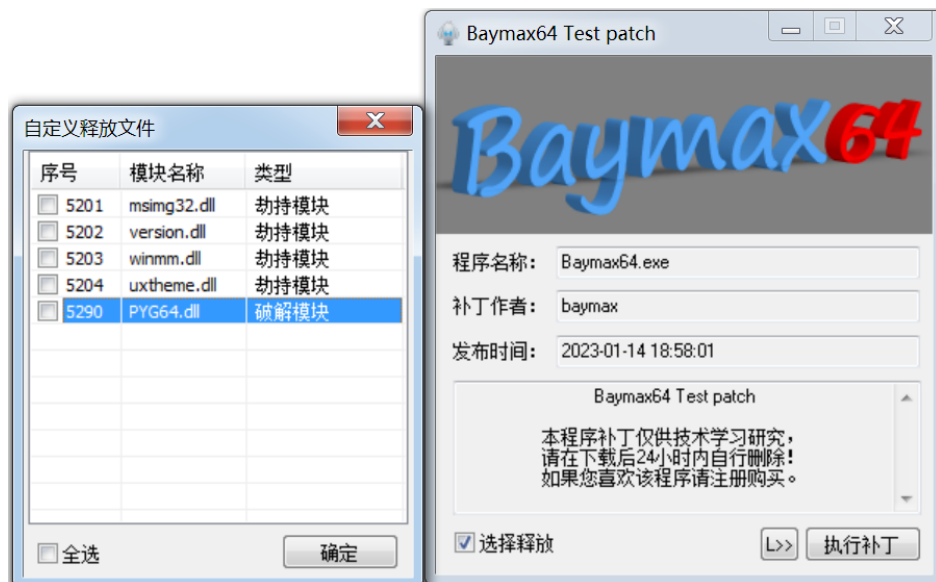 自定义释放文件
序号 模块名称 类型
5201 msimg32.dll 劫持模块
5202 version.dll 劫持模块
5203 winmm.dll 劫持模块
5204 uxtheme.dll 劫持模块
5290 PYG64.dll 破解模块
全选 确定
Baymax64 Test patch
Baymax64
程序名称： Baymax64.exe
补丁作者： baymax
发布时间： 2023-01-14 18:58:01
Baymax64 Test patch
本程序补丁仅供技术学习研究，
请在下载后24小时内自行删除！
如果您喜欢该程序请注册购买。
选择释放 L>> 执行补丁